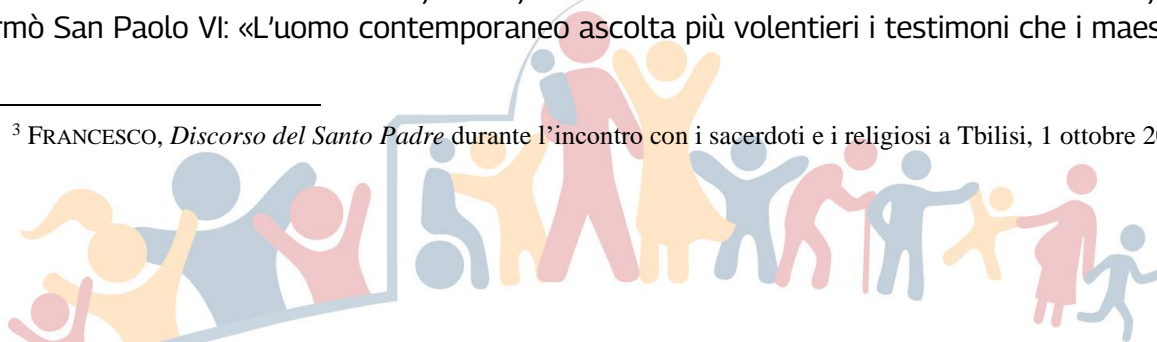 rmò San Paolo VI: «L'uomo contemporaneo ascolta più volentieri i testimoni che i maes
³ FRANCESCO, Discorso del Santo Padre durante l'incontro con i sacerdoti e i religiosi a Tbilisi, 1 ottobre 2